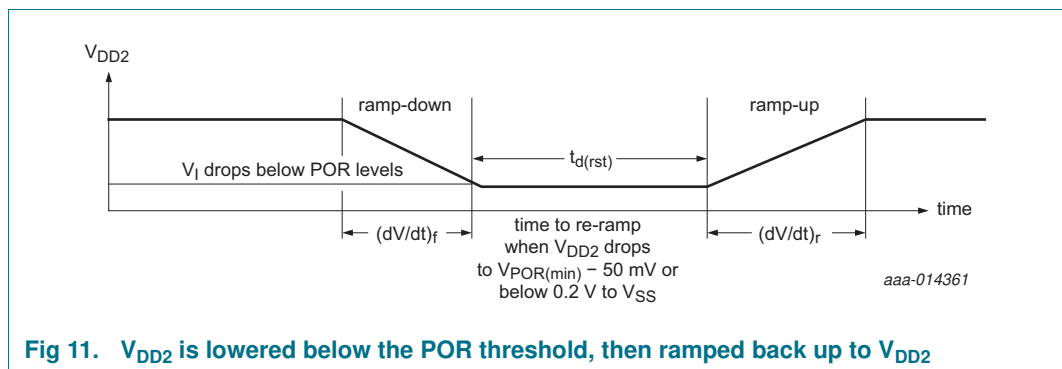 VDD2
ramp-down
ramp-up
VI drops below POR levels
td(rst)
time
(dV/dt)f
time to re-ramp
when VDD2 drops
to VPOR(min) − 50 mV or
below 0.2 V to VSS
(dV/dt)r
aaa-014361
Fig 11. VDD2 is lowered below the POR threshold, then ramped back up to VDD2